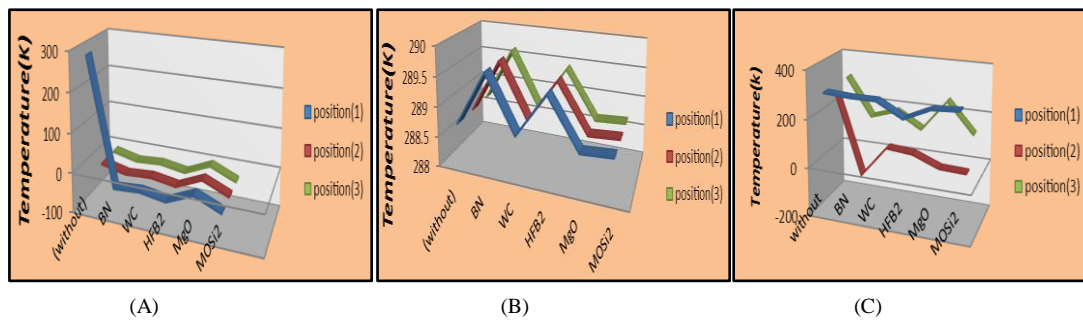 Temperature(K)
300
200
100
0
-100
(without)
BN
WC
HFB2
MgO
MOSi2
position(1)
position(2)
position(3)
(A)
Temperature(K)
290
289.5
289
288.5
288
(without)
BN
WC
HFB2
MgO
MOSi2
position(1)
position(2)
position(3)
(B)
Temperature(k)
400
200
0
-200
without
BN
WC
HFB2
MgO
MOSi2
position(1)
position(2)
position(3)
(C)